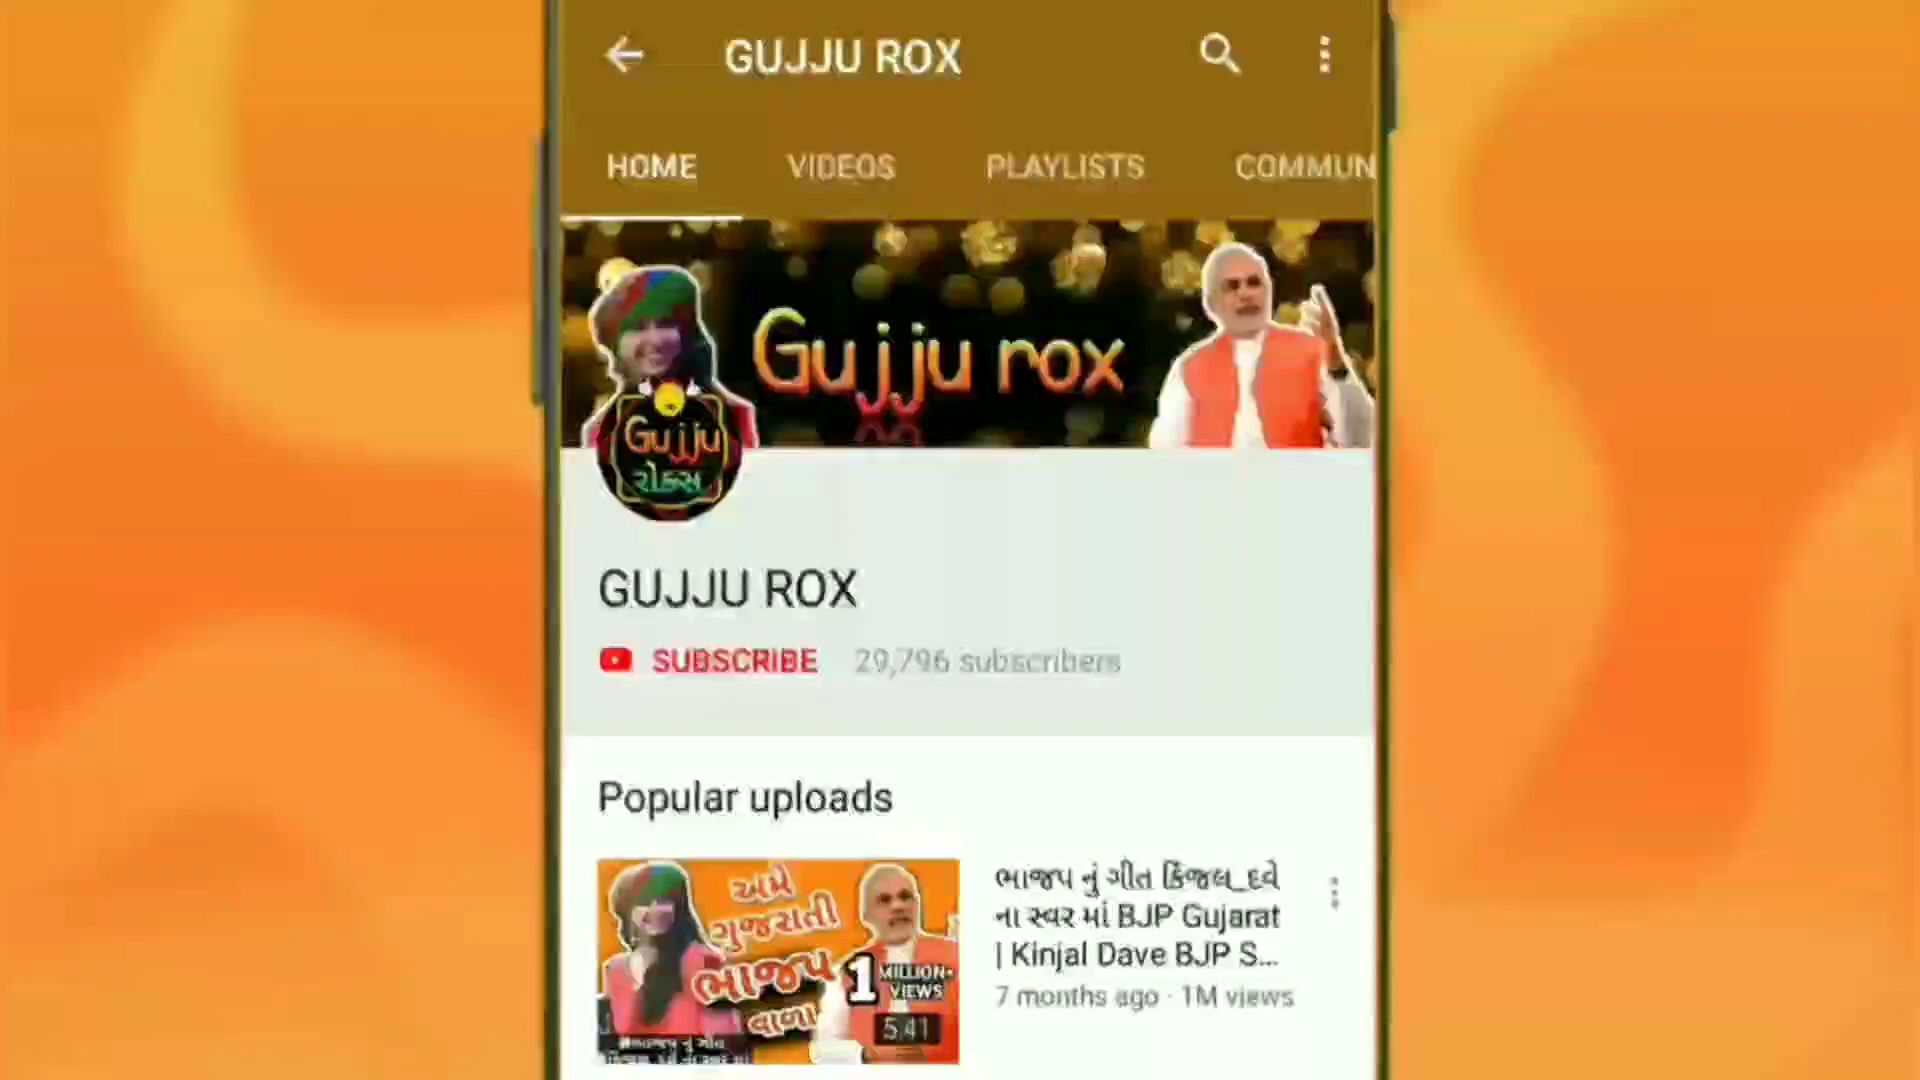 GUJJU ROX
HOME VIDEOS PLAYLISTS COMMUN
Gujju rox
Gujju
રોક્સ
GUJJU ROX
SUBSCRIBE 29,796 subscribers
Popular uploads
અમે
ગુજરાતી
ભાજપ
વાળા
1 MILLION+
VIEWS
5:41
ભાજપ નું ગીત કિંજલ_દવે
ના સ્વર માં BJP Gujarat
| Kinjal Dave BJP S...
7 months ago · 1M views